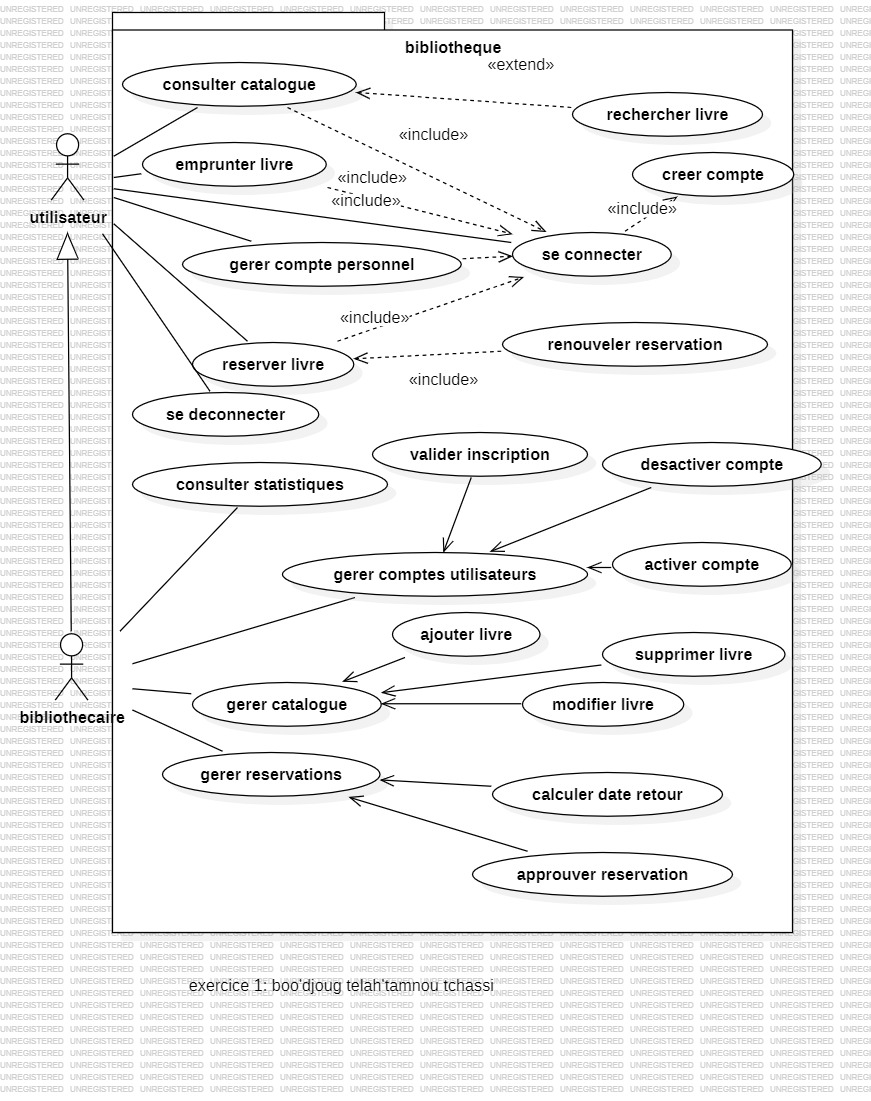 bibliotheque
«extend»
consulter catalogue
rechercher livre
«include»
emprunter livre
«include»
creer compte
«include»
«include»
utilisateur
gerer compte personnel
se connecter
«include»
renouveler reservation
reserver livre
«include»
se deconnecter
valider inscription
desactiver compte
consulter statistiques
gerer comptes utilisateurs
activer compte
ajouter livre
supprimer livre
gerer catalogue
modifier livre
bibliothecaire
gerer reservations
calculer date retour
approuver reservation
exercice 1: boo'djoug telah'tamnou tchassi
UNREGISTERED